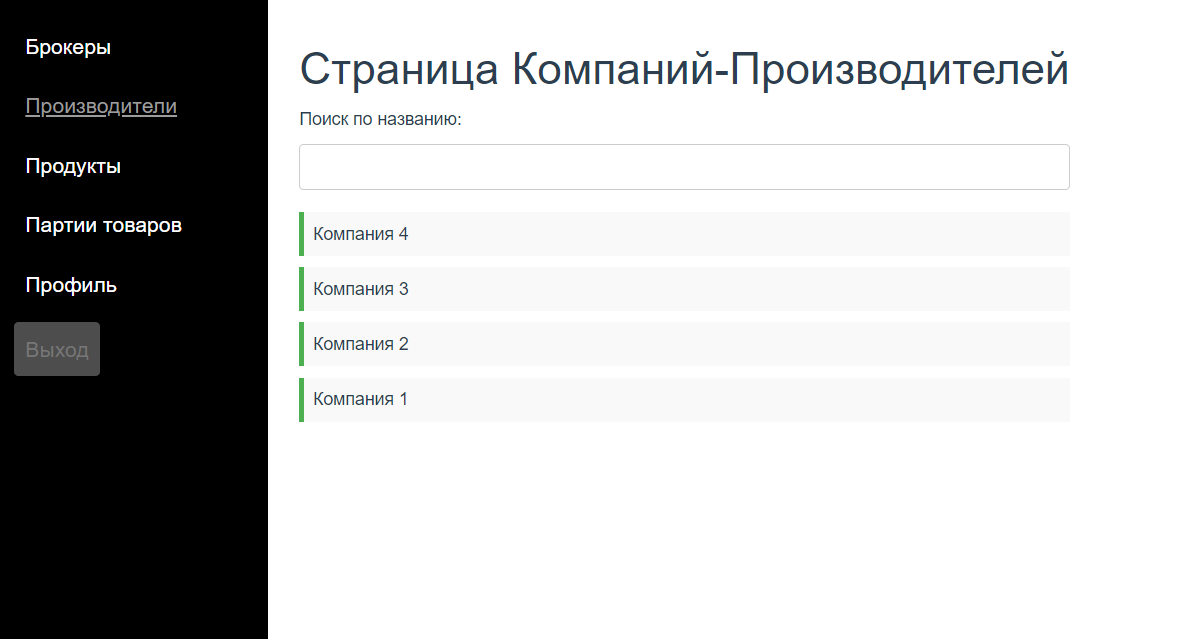 Брокеры
Производители
Продукты
Партии товаров
Профиль
Выход
Страница Компаний-Производителей
Поиск по названию:
Компания 4
Компания 3
Компания 2
Компания 1